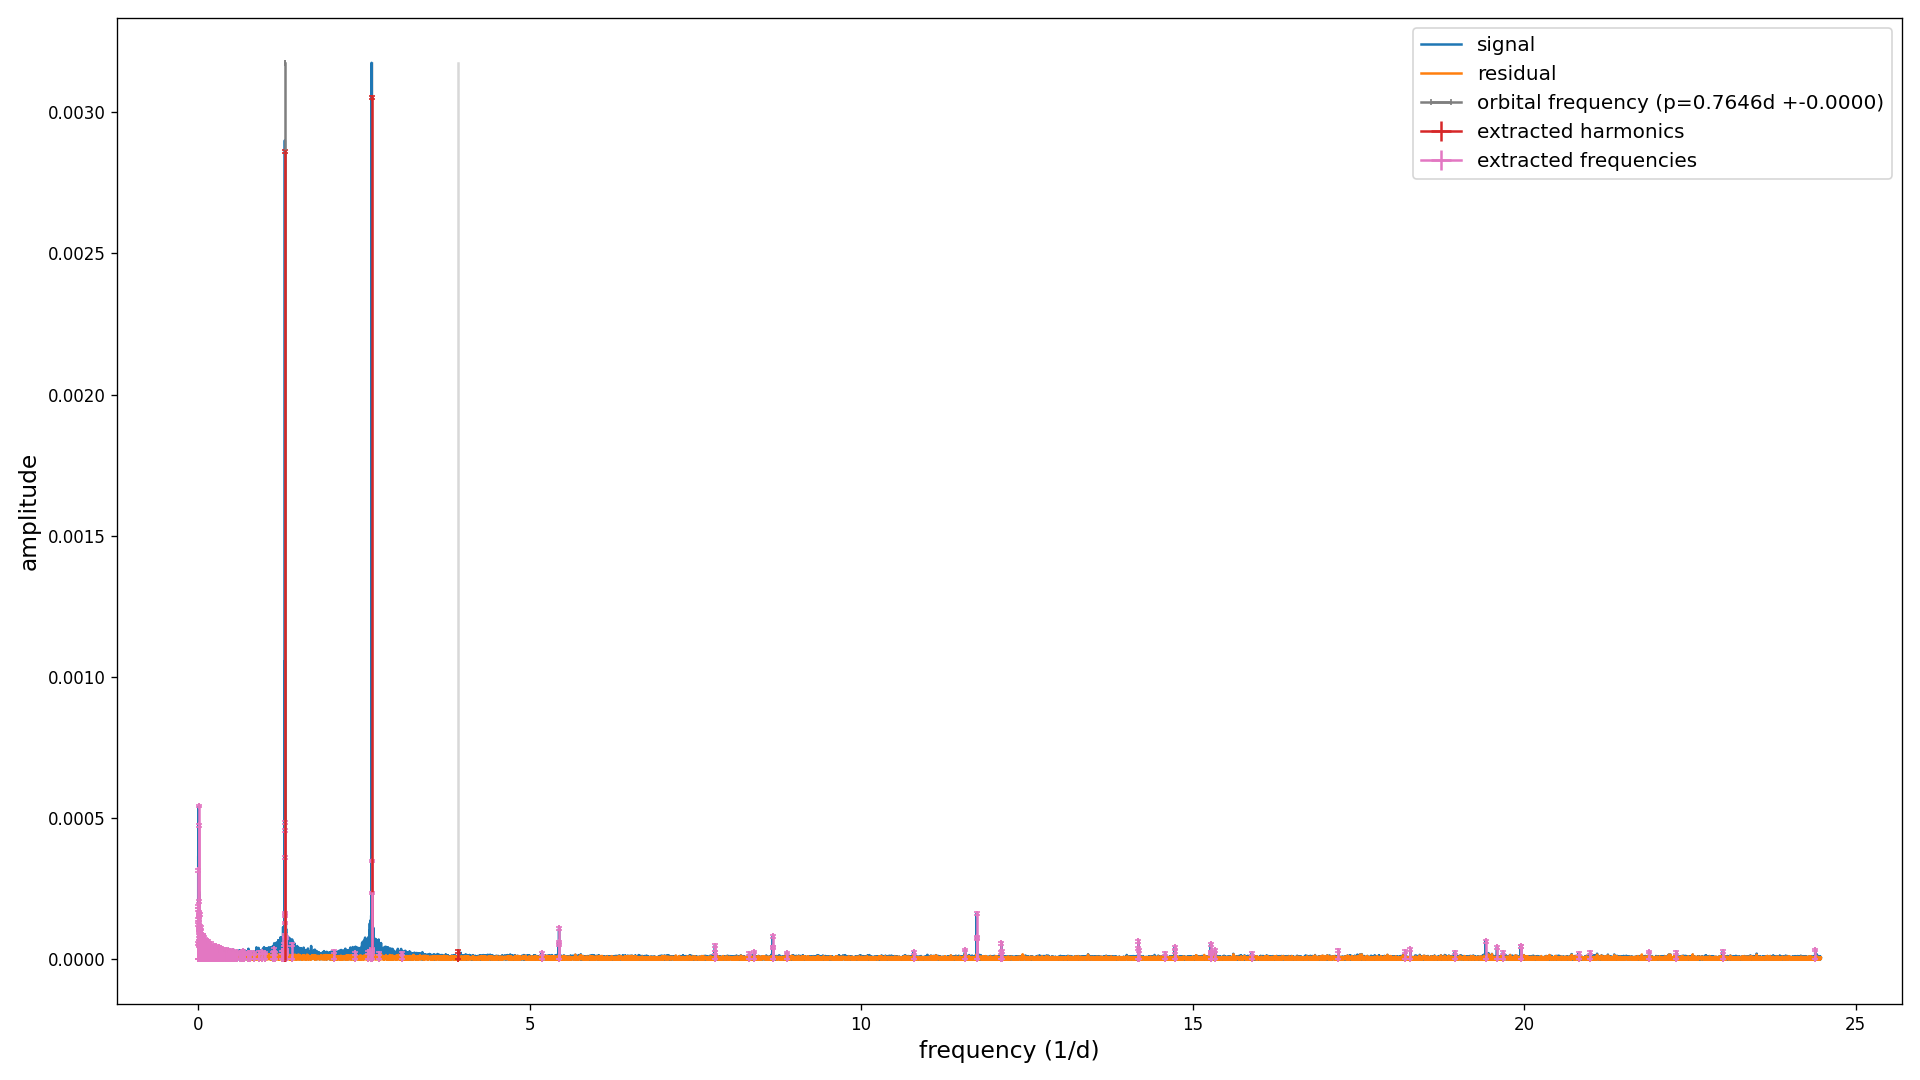 signal
residual
orbital frequency (p=0.7646d +-0.0000)
extracted harmonics
extracted frequencies
0.0030
0.0025
0.0020
0.0015
0.0010
0.0005
0.0000
amplitude
0 5 10 15 20 25
frequency (1/d)